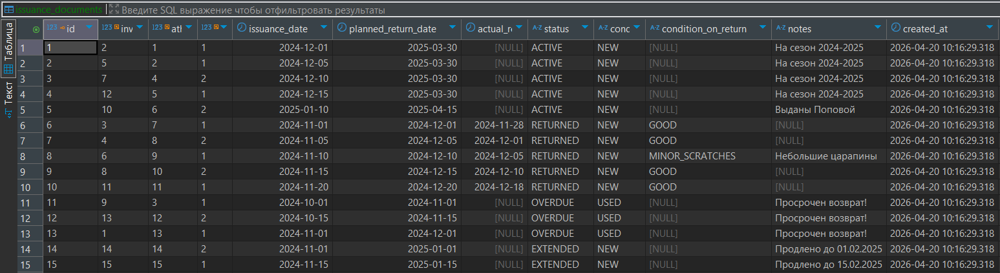 issuance_documents Введите SQL выражение чтобы отфильтровать результаты
Таблица
Текст
123 id 123 inv 123 atl 123 issuance_date planned_return_date actual_re A-Z status A-Z conc A-Z condition_on_return A-Z notes created_at
1 1 2 1 1 2024-12-01 2025-03-30 [NULL] ACTIVE NEW [NULL] На сезон 2024-2025 2026-04-20 10:16:29.318
2 2 5 2 1 2024-12-05 2025-03-30 [NULL] ACTIVE NEW [NULL] На сезон 2024-2025 2026-04-20 10:16:29.318
3 3 7 4 2 2024-12-10 2025-03-30 [NULL] ACTIVE NEW [NULL] На сезон 2024-2025 2026-04-20 10:16:29.318
4 4 12 5 1 2024-12-15 2025-03-30 [NULL] ACTIVE NEW [NULL] На сезон 2024-2025 2026-04-20 10:16:29.318
5 5 10 6 2 2025-01-10 2025-04-15 [NULL] ACTIVE NEW [NULL] Выданы Поповой 2026-04-20 10:16:29.318
6 6 3 7 1 2024-11-01 2024-12-01 2024-11-28 RETURNED NEW GOOD [NULL] 2026-04-20 10:16:29.318
7 7 4 8 2 2024-11-05 2024-12-05 2024-12-01 RETURNED NEW GOOD [NULL] 2026-04-20 10:16:29.318
8 8 6 9 1 2024-11-10 2024-12-10 2024-12-05 RETURNED NEW MINOR_SCRATCHES Небольшие царапины 2026-04-20 10:16:29.318
9 9 8 10 2 2024-11-15 2024-12-15 2024-12-10 RETURNED NEW GOOD [NULL] 2026-04-20 10:16:29.318
10 10 11 11 1 2024-11-20 2024-12-20 2024-12-18 RETURNED NEW GOOD [NULL] 2026-04-20 10:16:29.318
11 11 9 3 1 2024-10-01 2024-11-01 [NULL] OVERDUE USED [NULL] Просрочен возврат! 2026-04-20 10:16:29.318
12 12 13 12 2 2024-10-15 2024-11-15 [NULL] OVERDUE USED [NULL] Просрочен возврат! 2026-04-20 10:16:29.318
13 13 1 13 1 2024-11-01 2024-12-01 [NULL] OVERDUE USED [NULL] Просрочен возврат! 2026-04-20 10:16:29.318
14 14 14 14 2 2024-11-01 2025-01-01 [NULL] EXTENDED NEW [NULL] Продлено до 01.02.2025 2026-04-20 10:16:29.318
15 15 15 15 1 2024-11-15 2025-01-15 [NULL] EXTENDED NEW [NULL] Продлено до 15.02.2025 2026-04-20 10:16:29.318